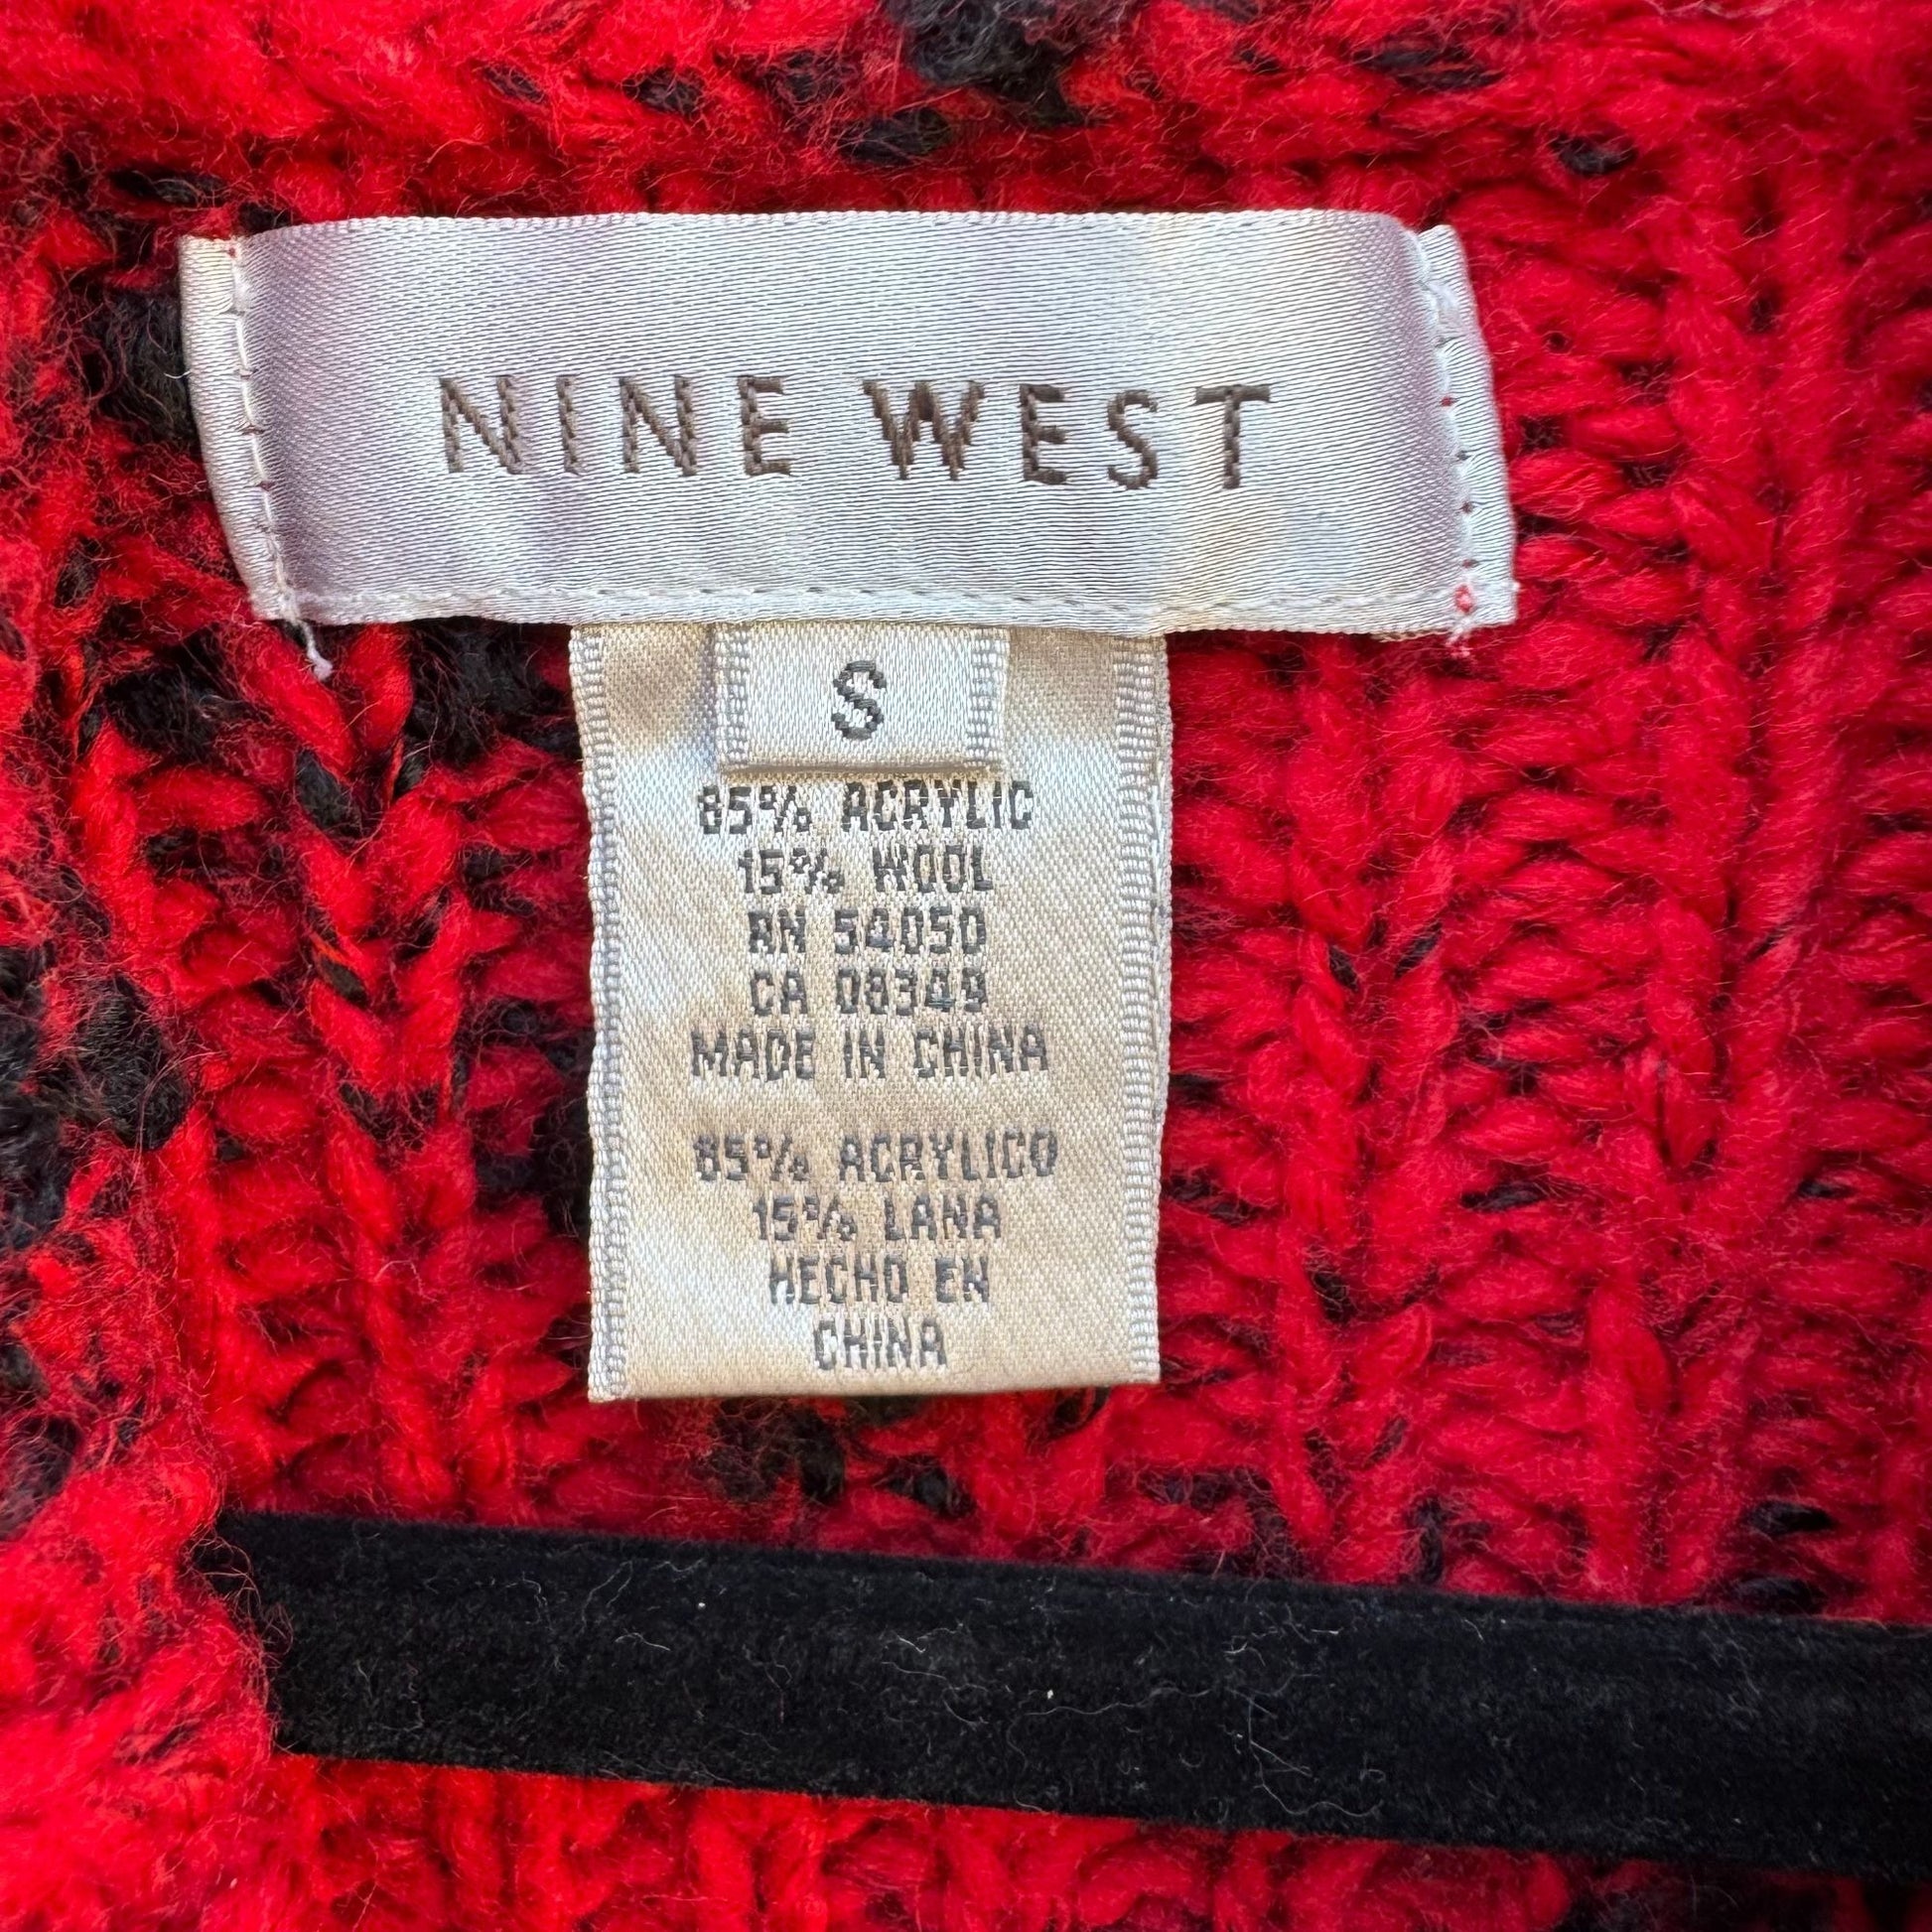 NINE WEST
S
85% ACRYLIC
15% WOOL
RN 54050
CA 08349
MADE IN CHINA
85% ACRYLICO
15% LANA
HECHO EN
CHINA